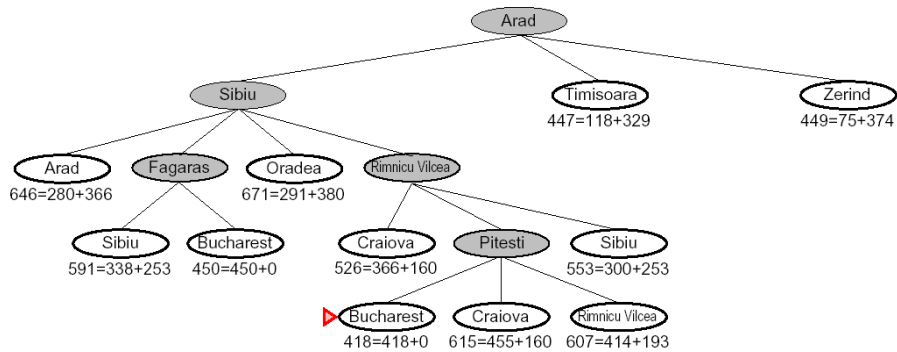 Arad
Sibiu
Timisoara
Zerind
447=118+329
449=75+374
Arad
Fagaras
Oradea
Rimnicu Vilcea
646=280+366
671=291+380
Sibiu
Bucharest
Craiova
Pitesti
Sibiu
591=338+253
450=450+0
526=366+160
553=300+253
Bucharest
Craiova
Rimnicu Vilcea
418=418+0
615=455+160
607=414+193